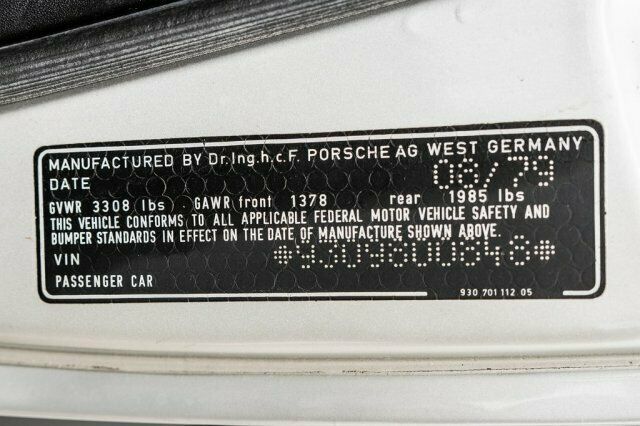 MANUFACTURED BY Dr.Ing.h.c.F. PORSCHE AG WEST GERMANY
DATE
GVWR 3308 lbs . GAWR front 1378 rear 1985 lbs
THIS VEHICLE CONFORMS TO ALL APPLICABLE FEDERAL MOTOR VEHICLE SAFETY AND
BUMPER STANDARDS IN EFFECT ON THE DATE OF MANUFACTURE SHOWN ABOVE.
VIN
PASSENGER CAR
930 701 112 05